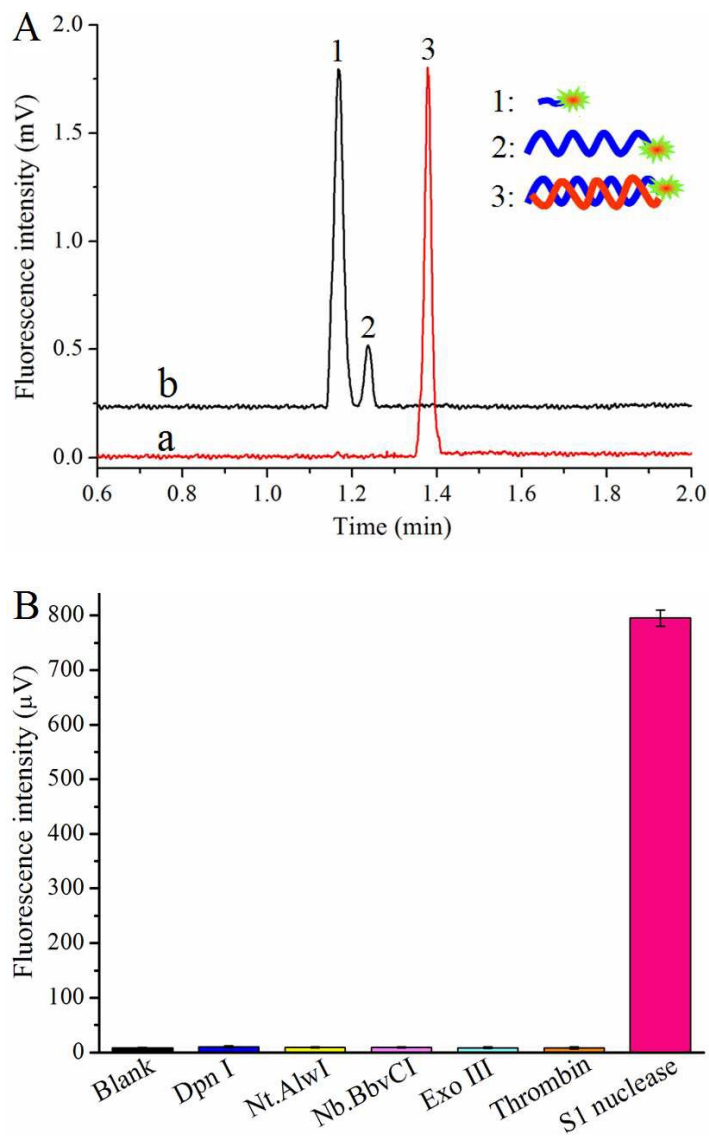 A
2.0
1.5
1.0
0.5
0.0
Fluorescence intensity (mV)
1
2
3
b
a
1:
2:
3:
0.6 0.8 1.0 1.2 1.4 1.6 1.8 2.0
Time (min)
B
800
700
600
500
400
300
200
100
0
Fluorescence intensity (μV)
Blank
Dpn I
Nt.AlwI
Nb.BbvCI
Exo III
Thrombin
S1 nuclease